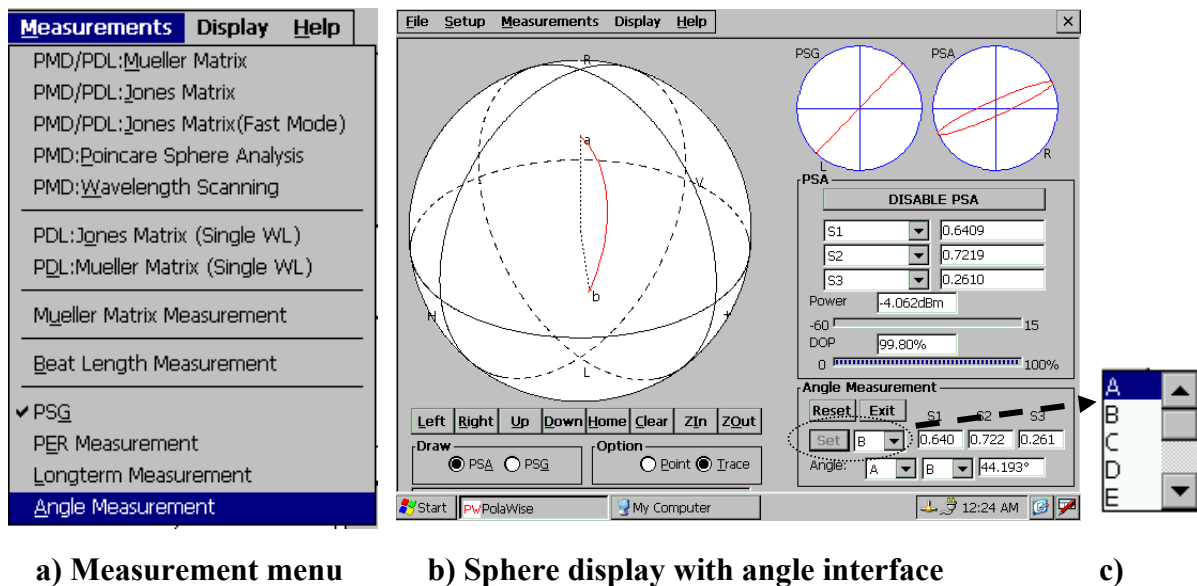 Measurements Display Help
PMD/PDL:Mueller Matrix
PMD/PDL:Jones Matrix
PMD/PDL:Jones Matrix(Fast Mode)
PMD:Poincare Sphere Analysis
PMD:Wavelength Scanning
PDL:Jones Matrix (Single WL)
PDL:Mueller Matrix (Single WL)
Mueller Matrix Measurement
Beat Length Measurement
PSG
PER Measurement
Longterm Measurement
Angle Measurement
File Setup Measurements Display Help
R
a
V
b
H
+
L
Left Right Up Down Home Clear ZIn ZOut
Draw
PSA PSG
Option
Point Trace
PSG
L
PSA
R
PSA
DISABLE PSA
S1 0.6409
S2 0.7219
S3 0.2610
Power -4.062dBm
-60 15
DOP 99.80%
0 100%
Angle Measurement
Reset Exit S1 S2 S3
Set B 0.640 0.722 0.261
Angle: A B 44.193°
Start PWPolaWise My Computer 12:24 AM
A
B
C
D
E
a) Measurement menu b) Sphere display with angle interface c)